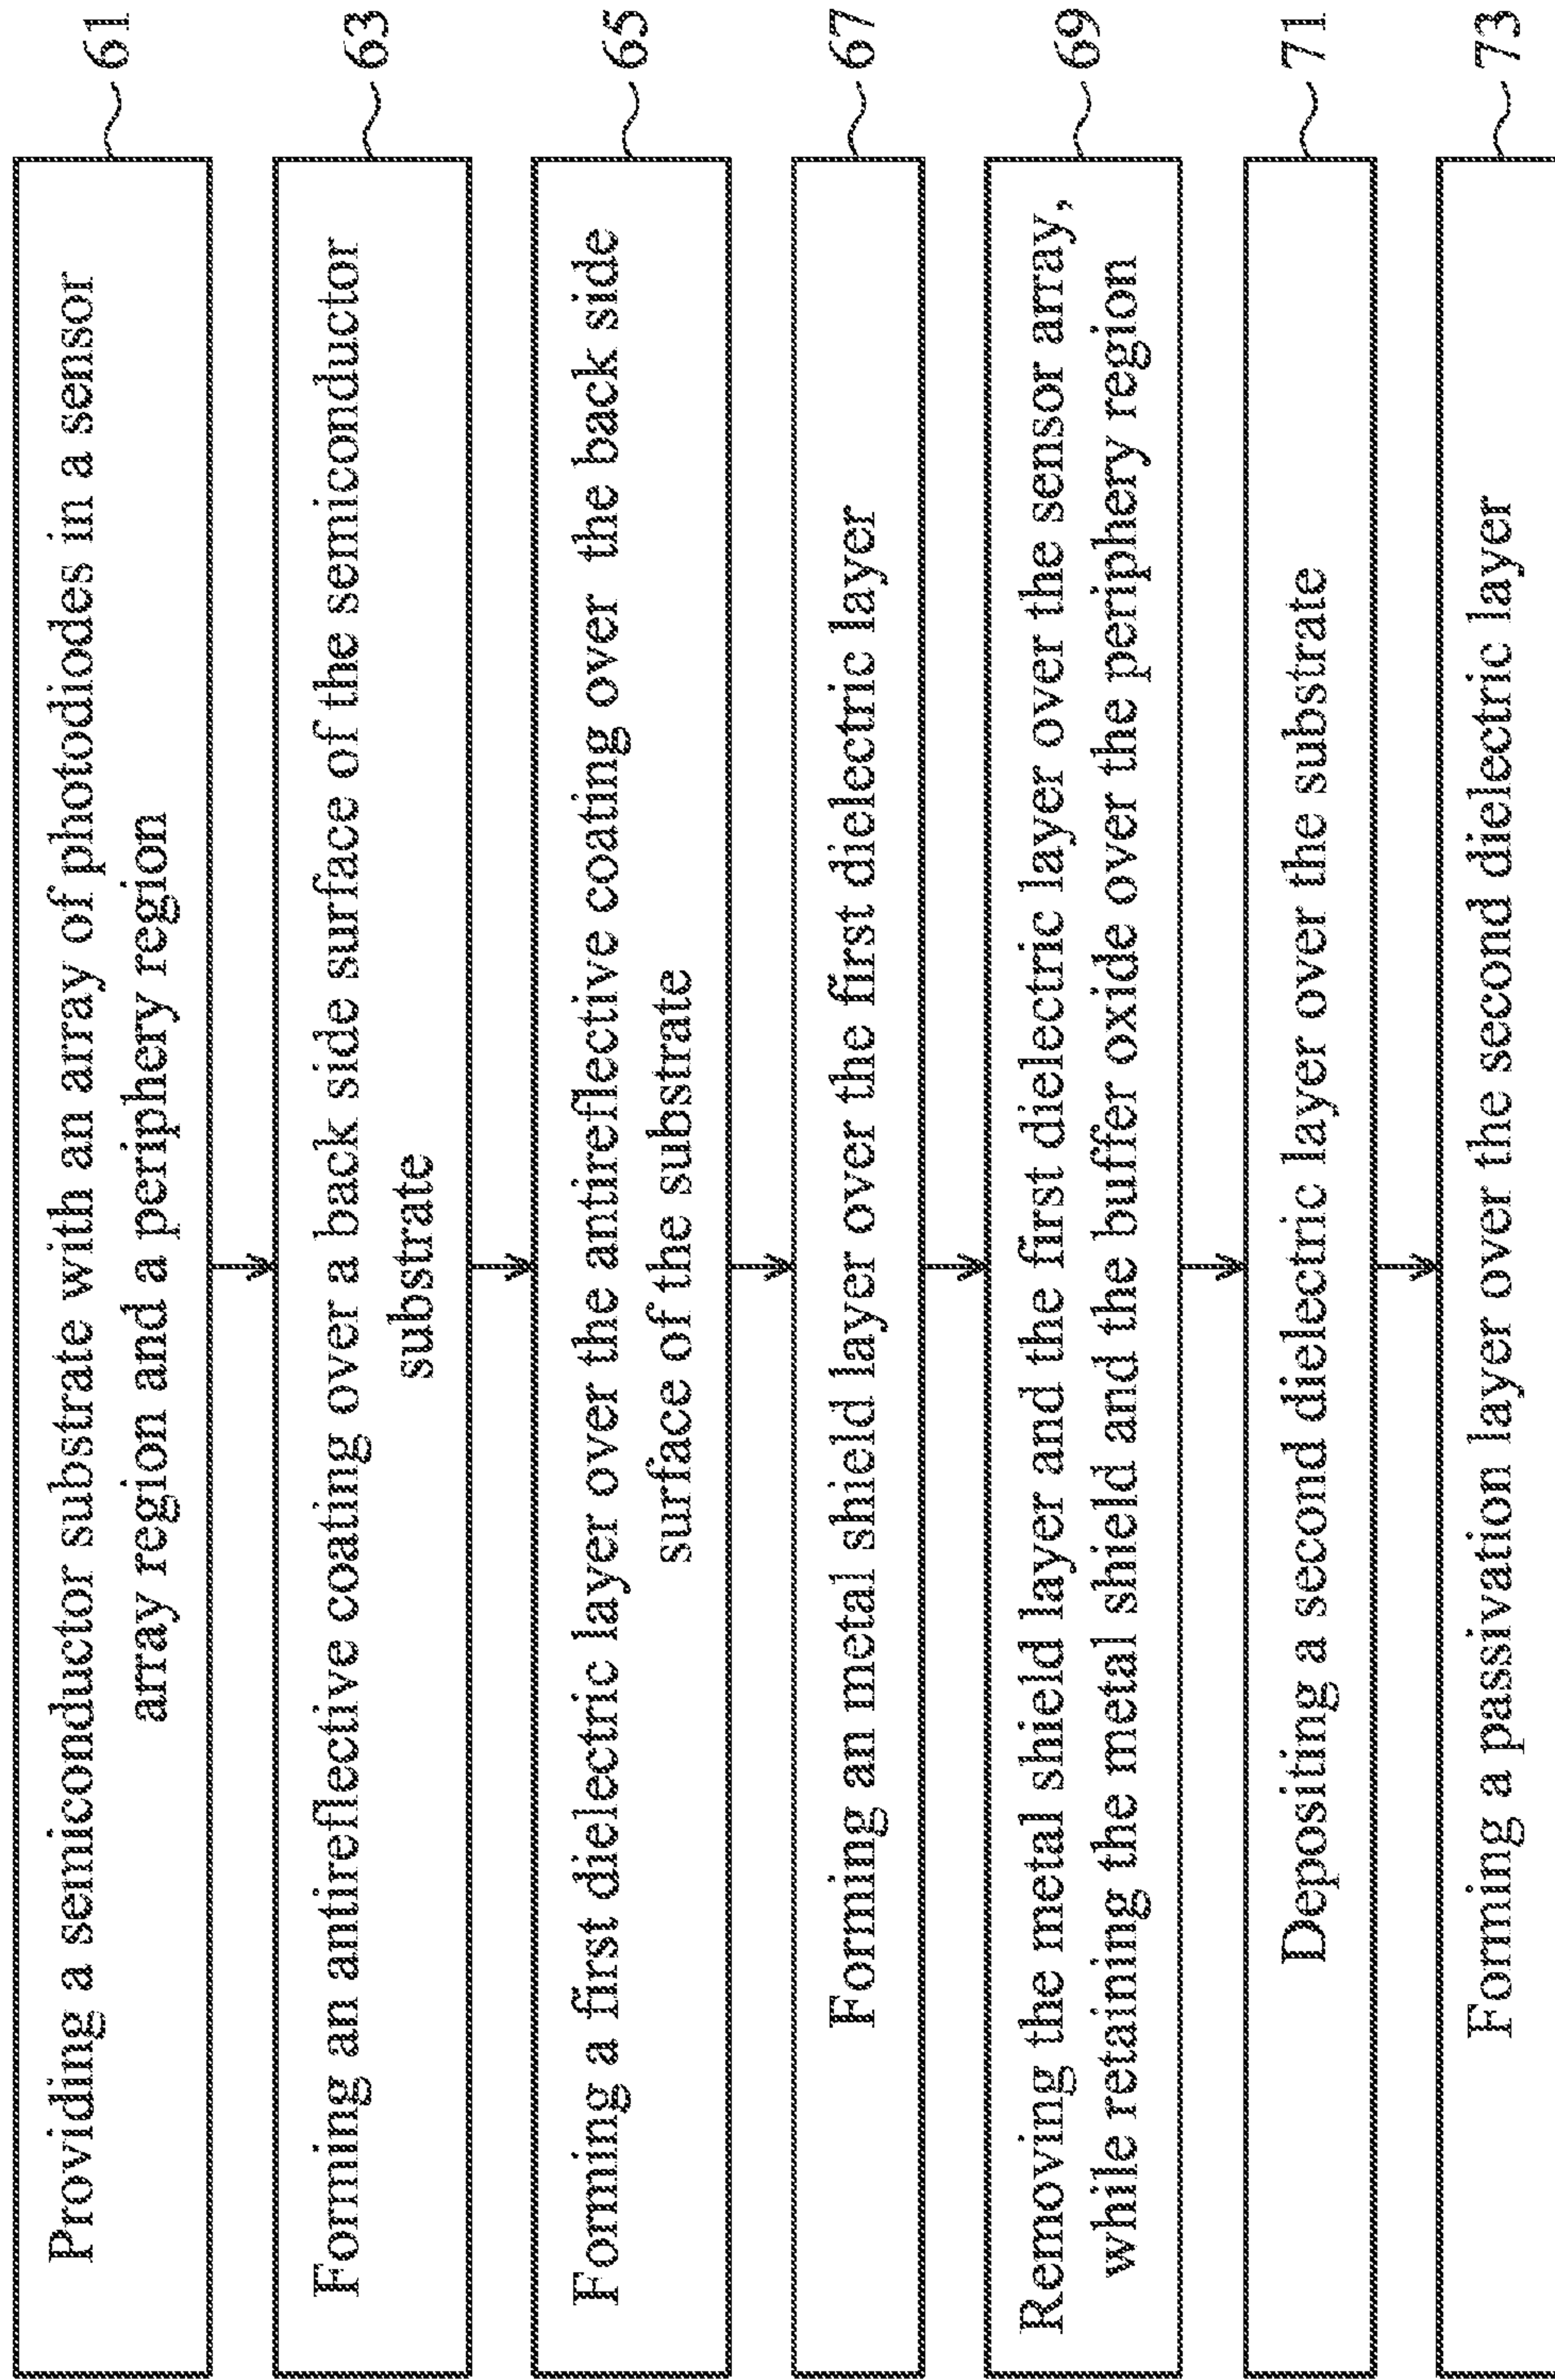 Providing a semiconductor substrate with an array of photodiodes in a sensor
array region and a periphery region
61
Forming an antireflective coating over a back side surface of the semiconductor
substrate
63
Forming a first dielectric layer over the antireflective coating over the back side
surface of the substrate
65
Forming an metal shield layer over the first dielectric layer
67
Removing the metal shield layer and the first dielectric layer over the sensor array,
while retaining the metal shield and the buffer oxide over the periphery region
69
Depositing a second dielectric layer over the substrate
71
Forming a passivation layer over the second dielectric layer
73